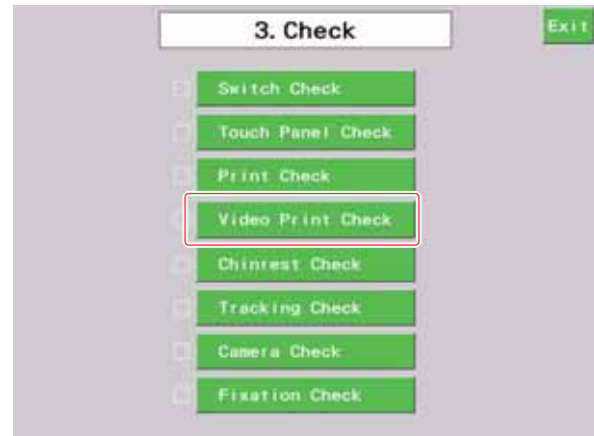 3. Check
Exit
Switch Check
Touch Panel Check
Print Check
Video Print Check
Chinrest Check
Tracking Check
Camera Check
Fixation Check